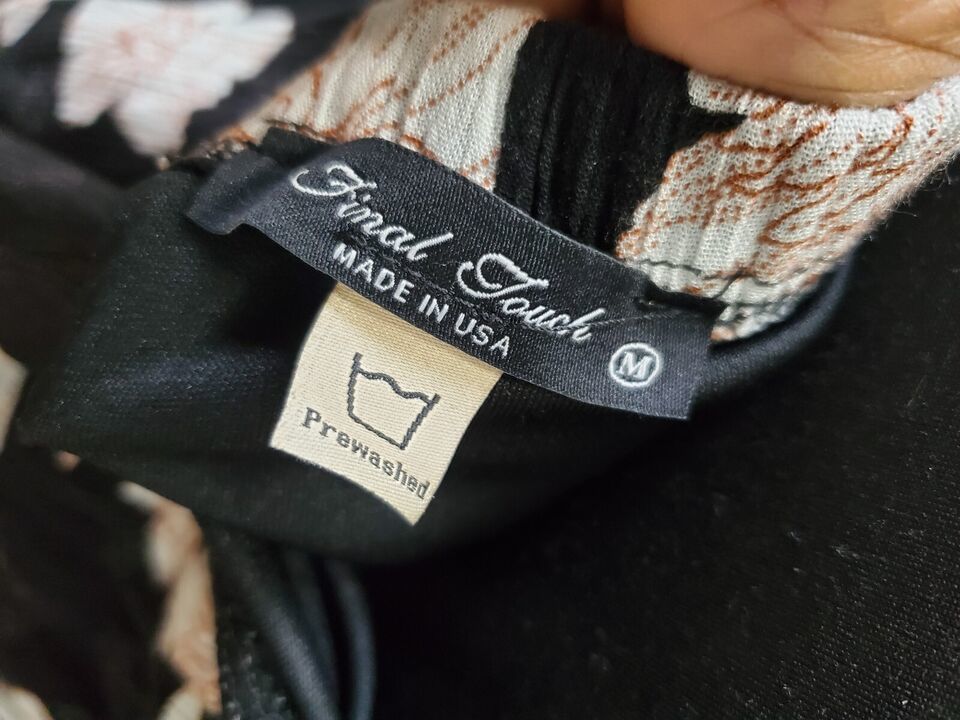 Final Touch
MADE IN USA
M
Prewashed